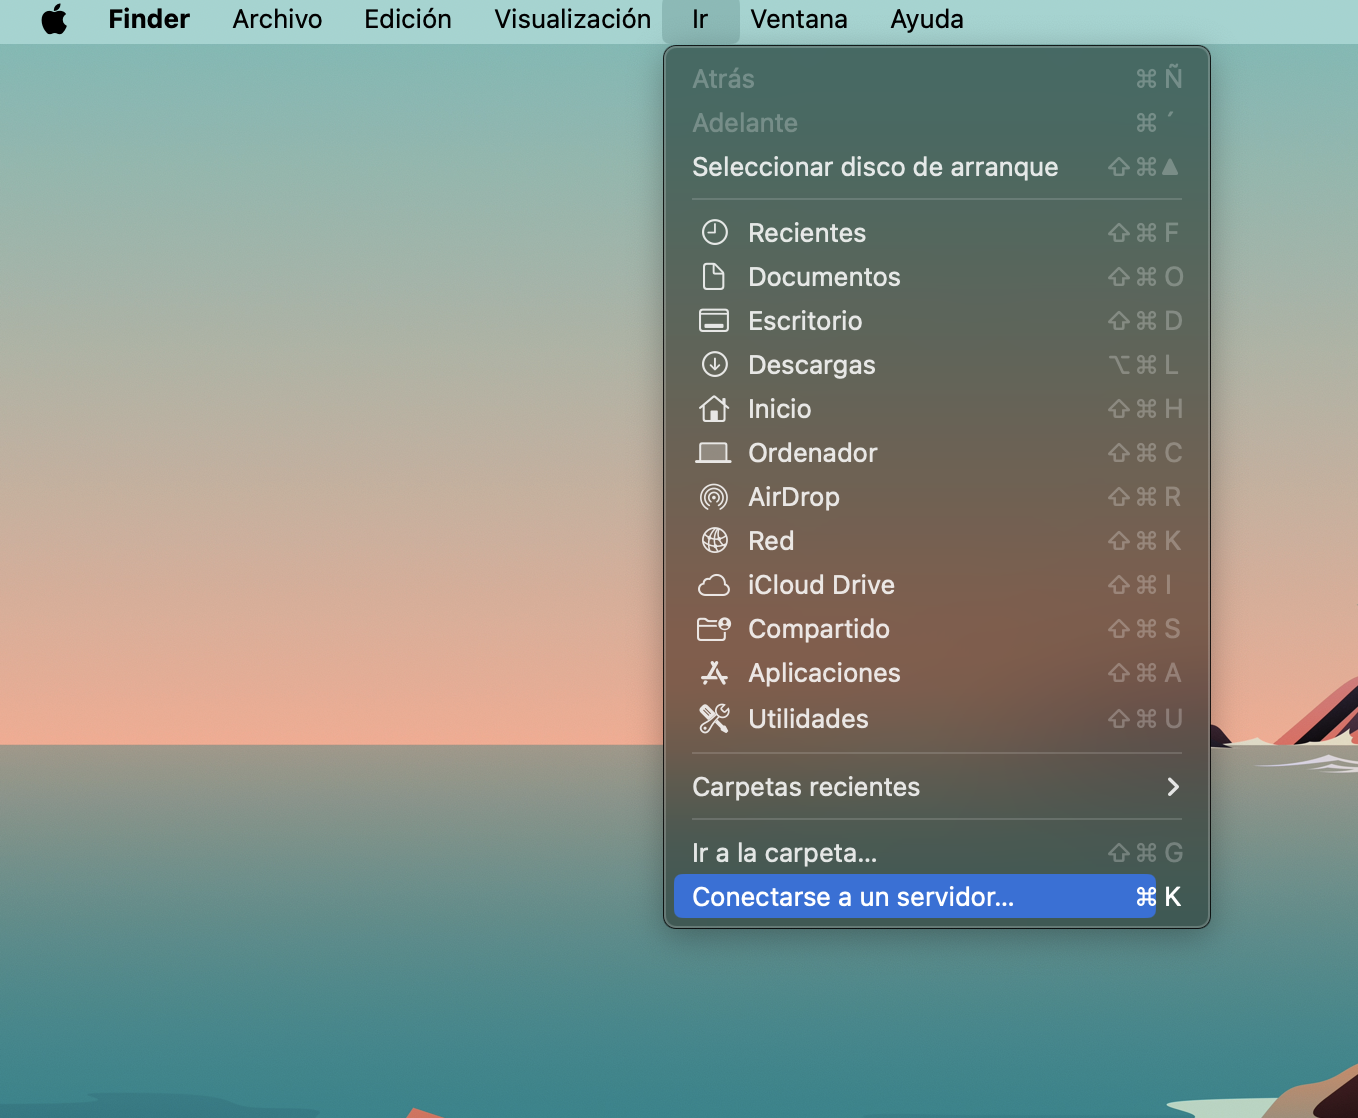 Finder Archivo Edición Visualización Ir Ventana Ayuda
Atrás ⌘ Ñ
Adelante ⌘ ´
Seleccionar disco de arranque ⇧ ⌘ ▲
Recientes ⇧ ⌘ F
Documentos ⇧ ⌘ O
Escritorio ⇧ ⌘ D
Descargas ⌥ ⌘ L
Inicio ⇧ ⌘ H
Ordenador ⇧ ⌘ C
AirDrop ⇧ ⌘ R
Red ⇧ ⌘ K
iCloud Drive ⇧ ⌘ I
Compartido ⇧ ⌘ S
Aplicaciones ⇧ ⌘ A
Utilidades ⇧ ⌘ U
Carpetas recientes
Ir a la carpeta... ⇧ ⌘ G
Conectarse a un servidor... ⌘ K